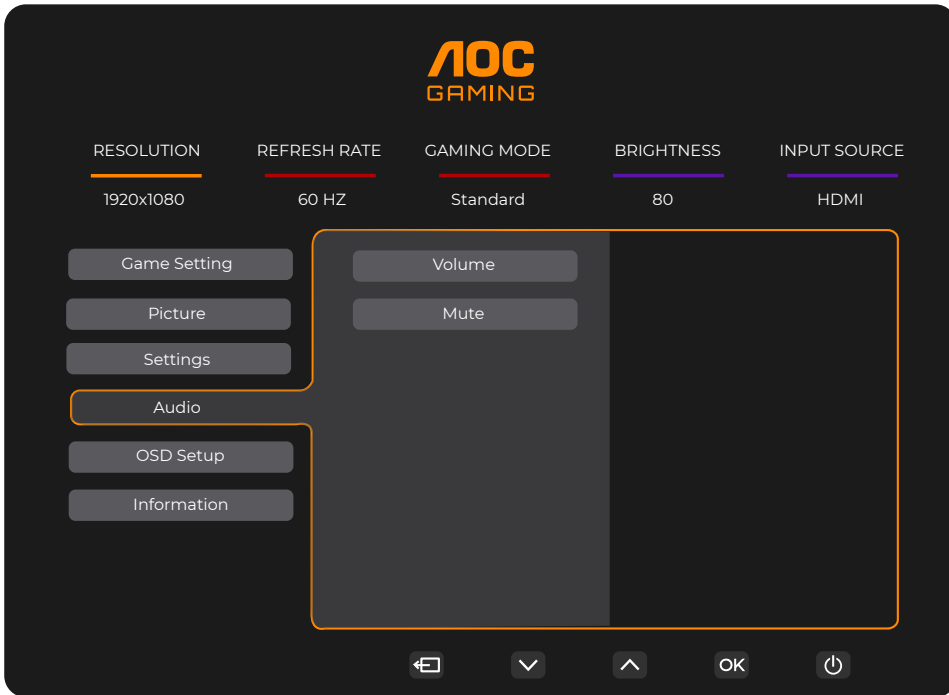 AOC
GAMING
RESOLUTION REFRESH RATE GAMING MODE BRIGHTNESS INPUT SOURCE
1920x1080 60 HZ Standard 80 HDMI
Game Setting
Volume
Picture
Mute
Settings
Audio
OSD Setup
Information
OK